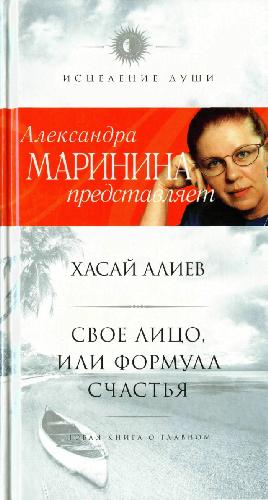 ИСЦЕЛЕНИЕ ДУШИ
Александра
МАРИНИНА
представляет
ХАСАЙ АЛИЕВ
СВОЕ ЛИЦО,
ИЛИ ФОРМУЛА
СЧАСТЬЯ
НОВАЯ КНИГА О ГЛАВНОМ